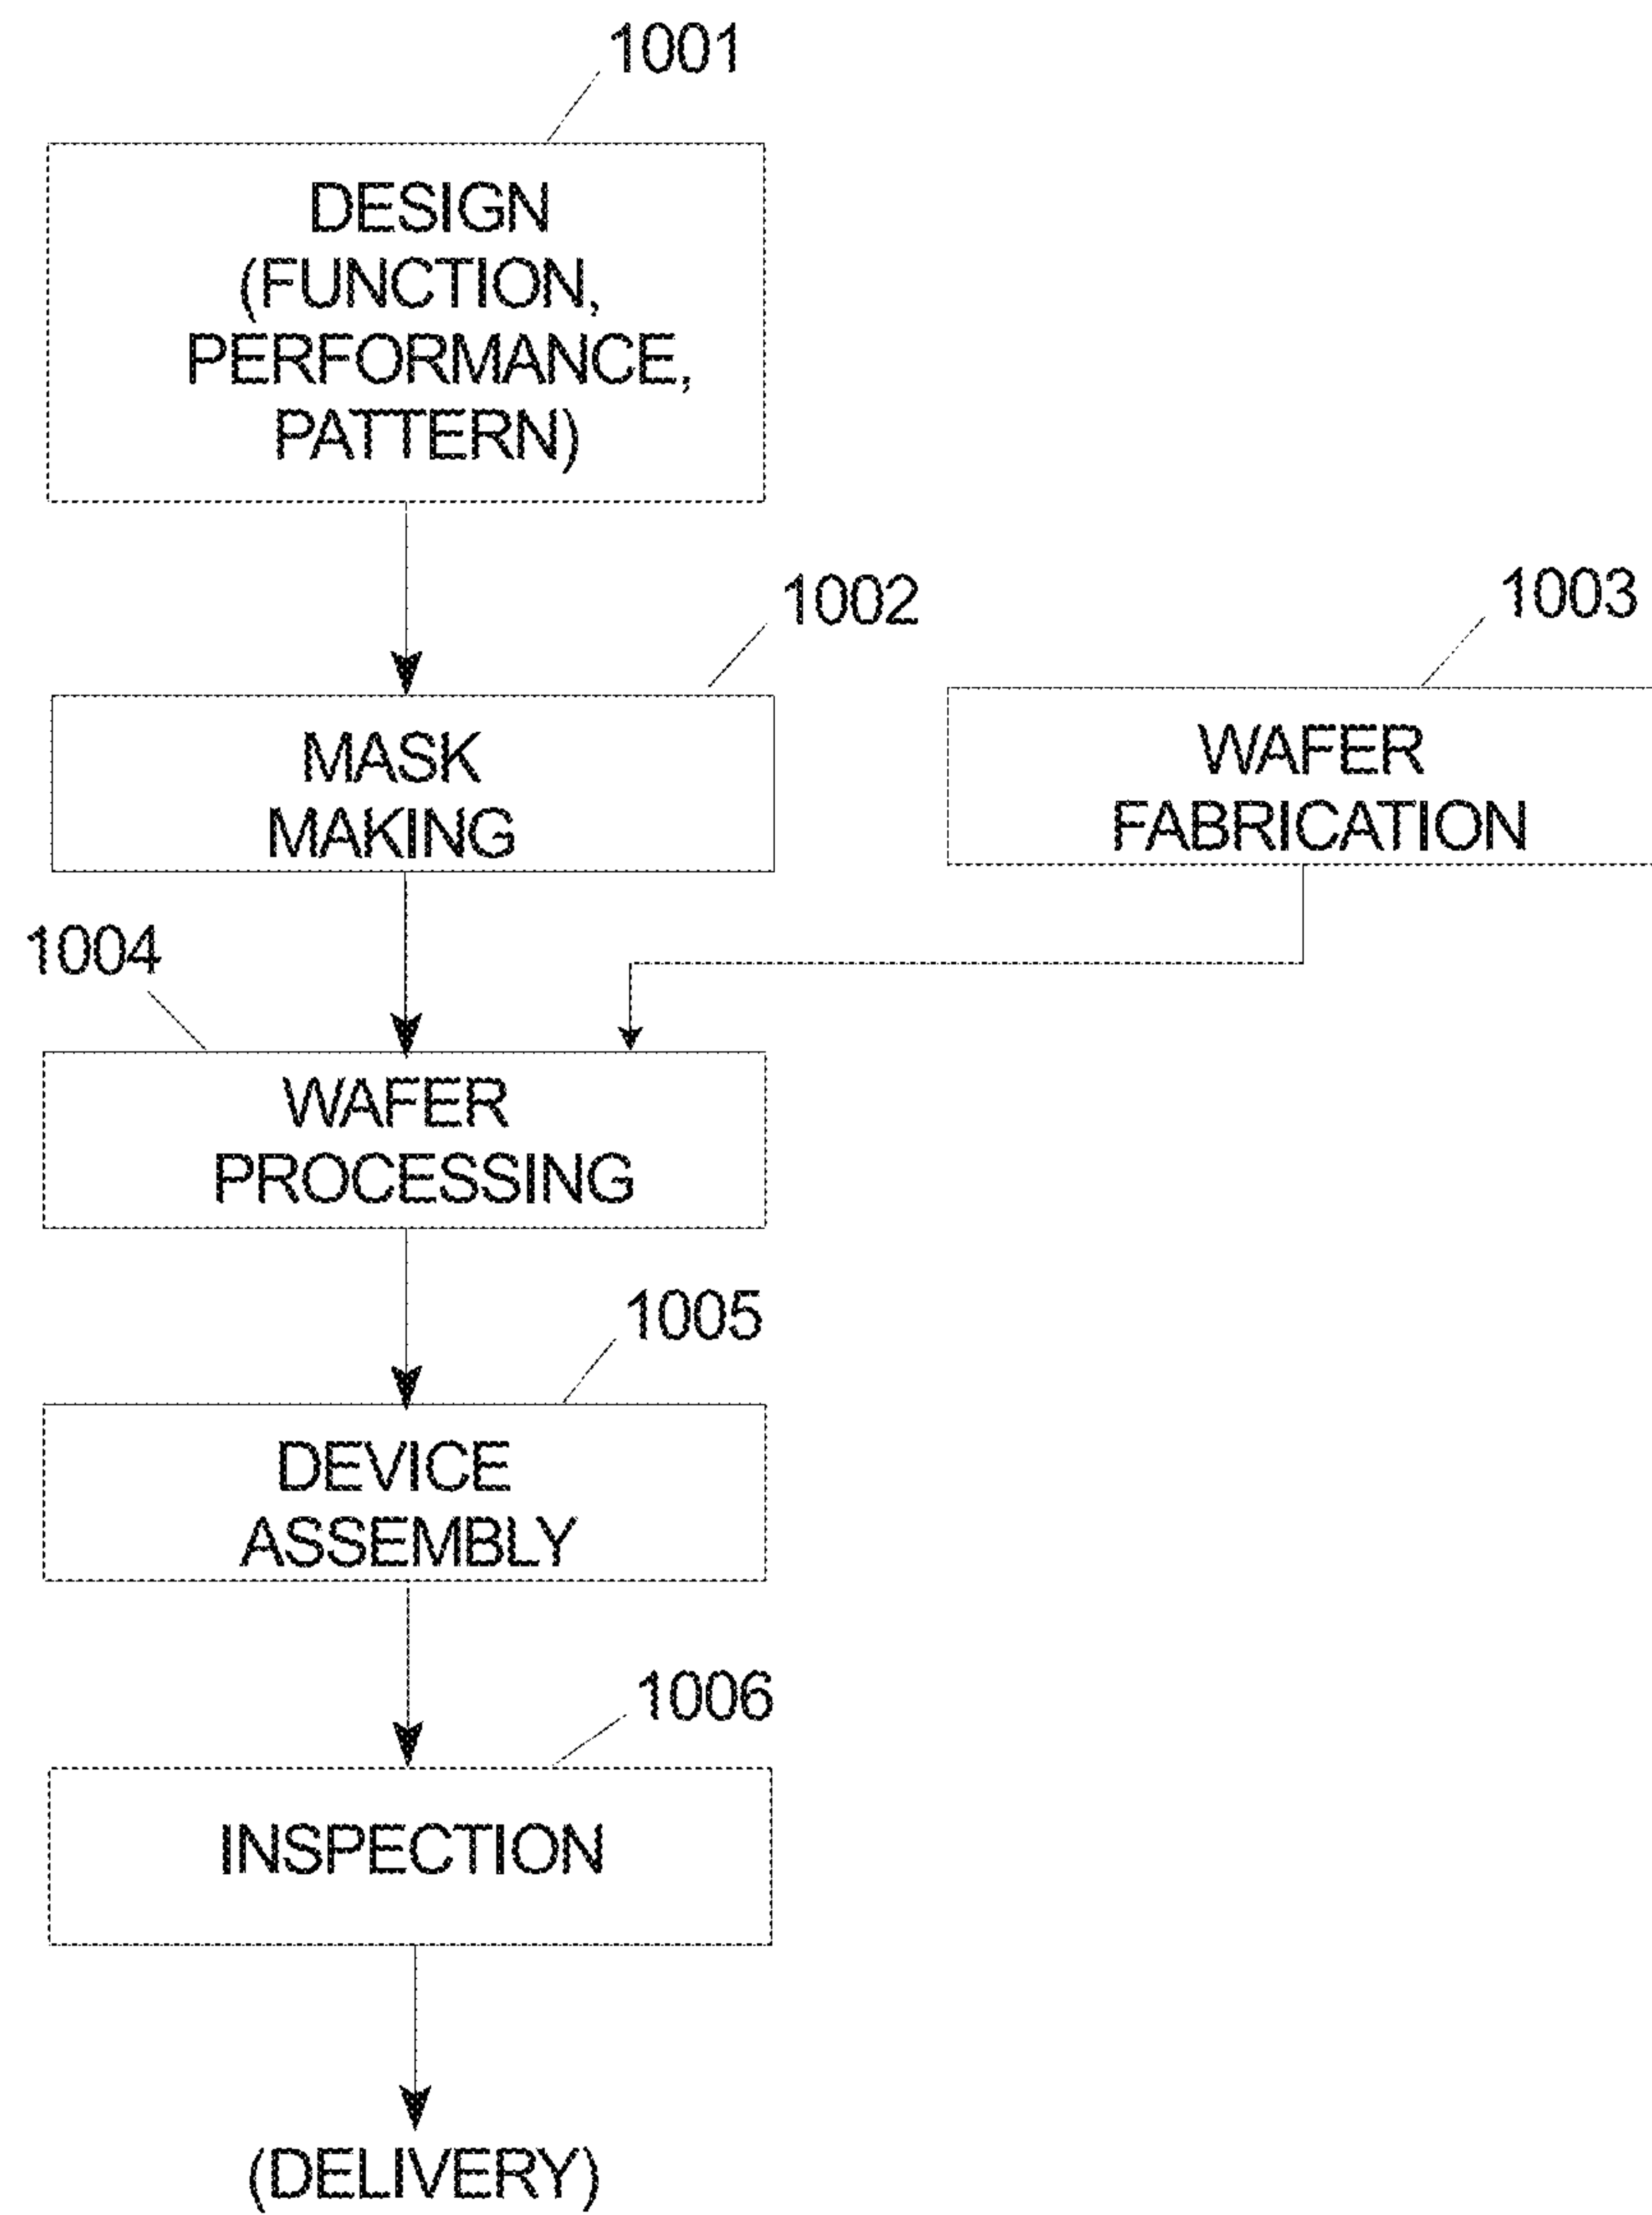 1001
DESIGN
(FUNCTION,
PERFORMANCE,
PATTERN)
1002
MASK
MAKING
1003
WAFER
FABRICATION
1004
WAFER
PROCESSING
1005
DEVICE
ASSEMBLY
1006
INSPECTION
(DELIVERY)